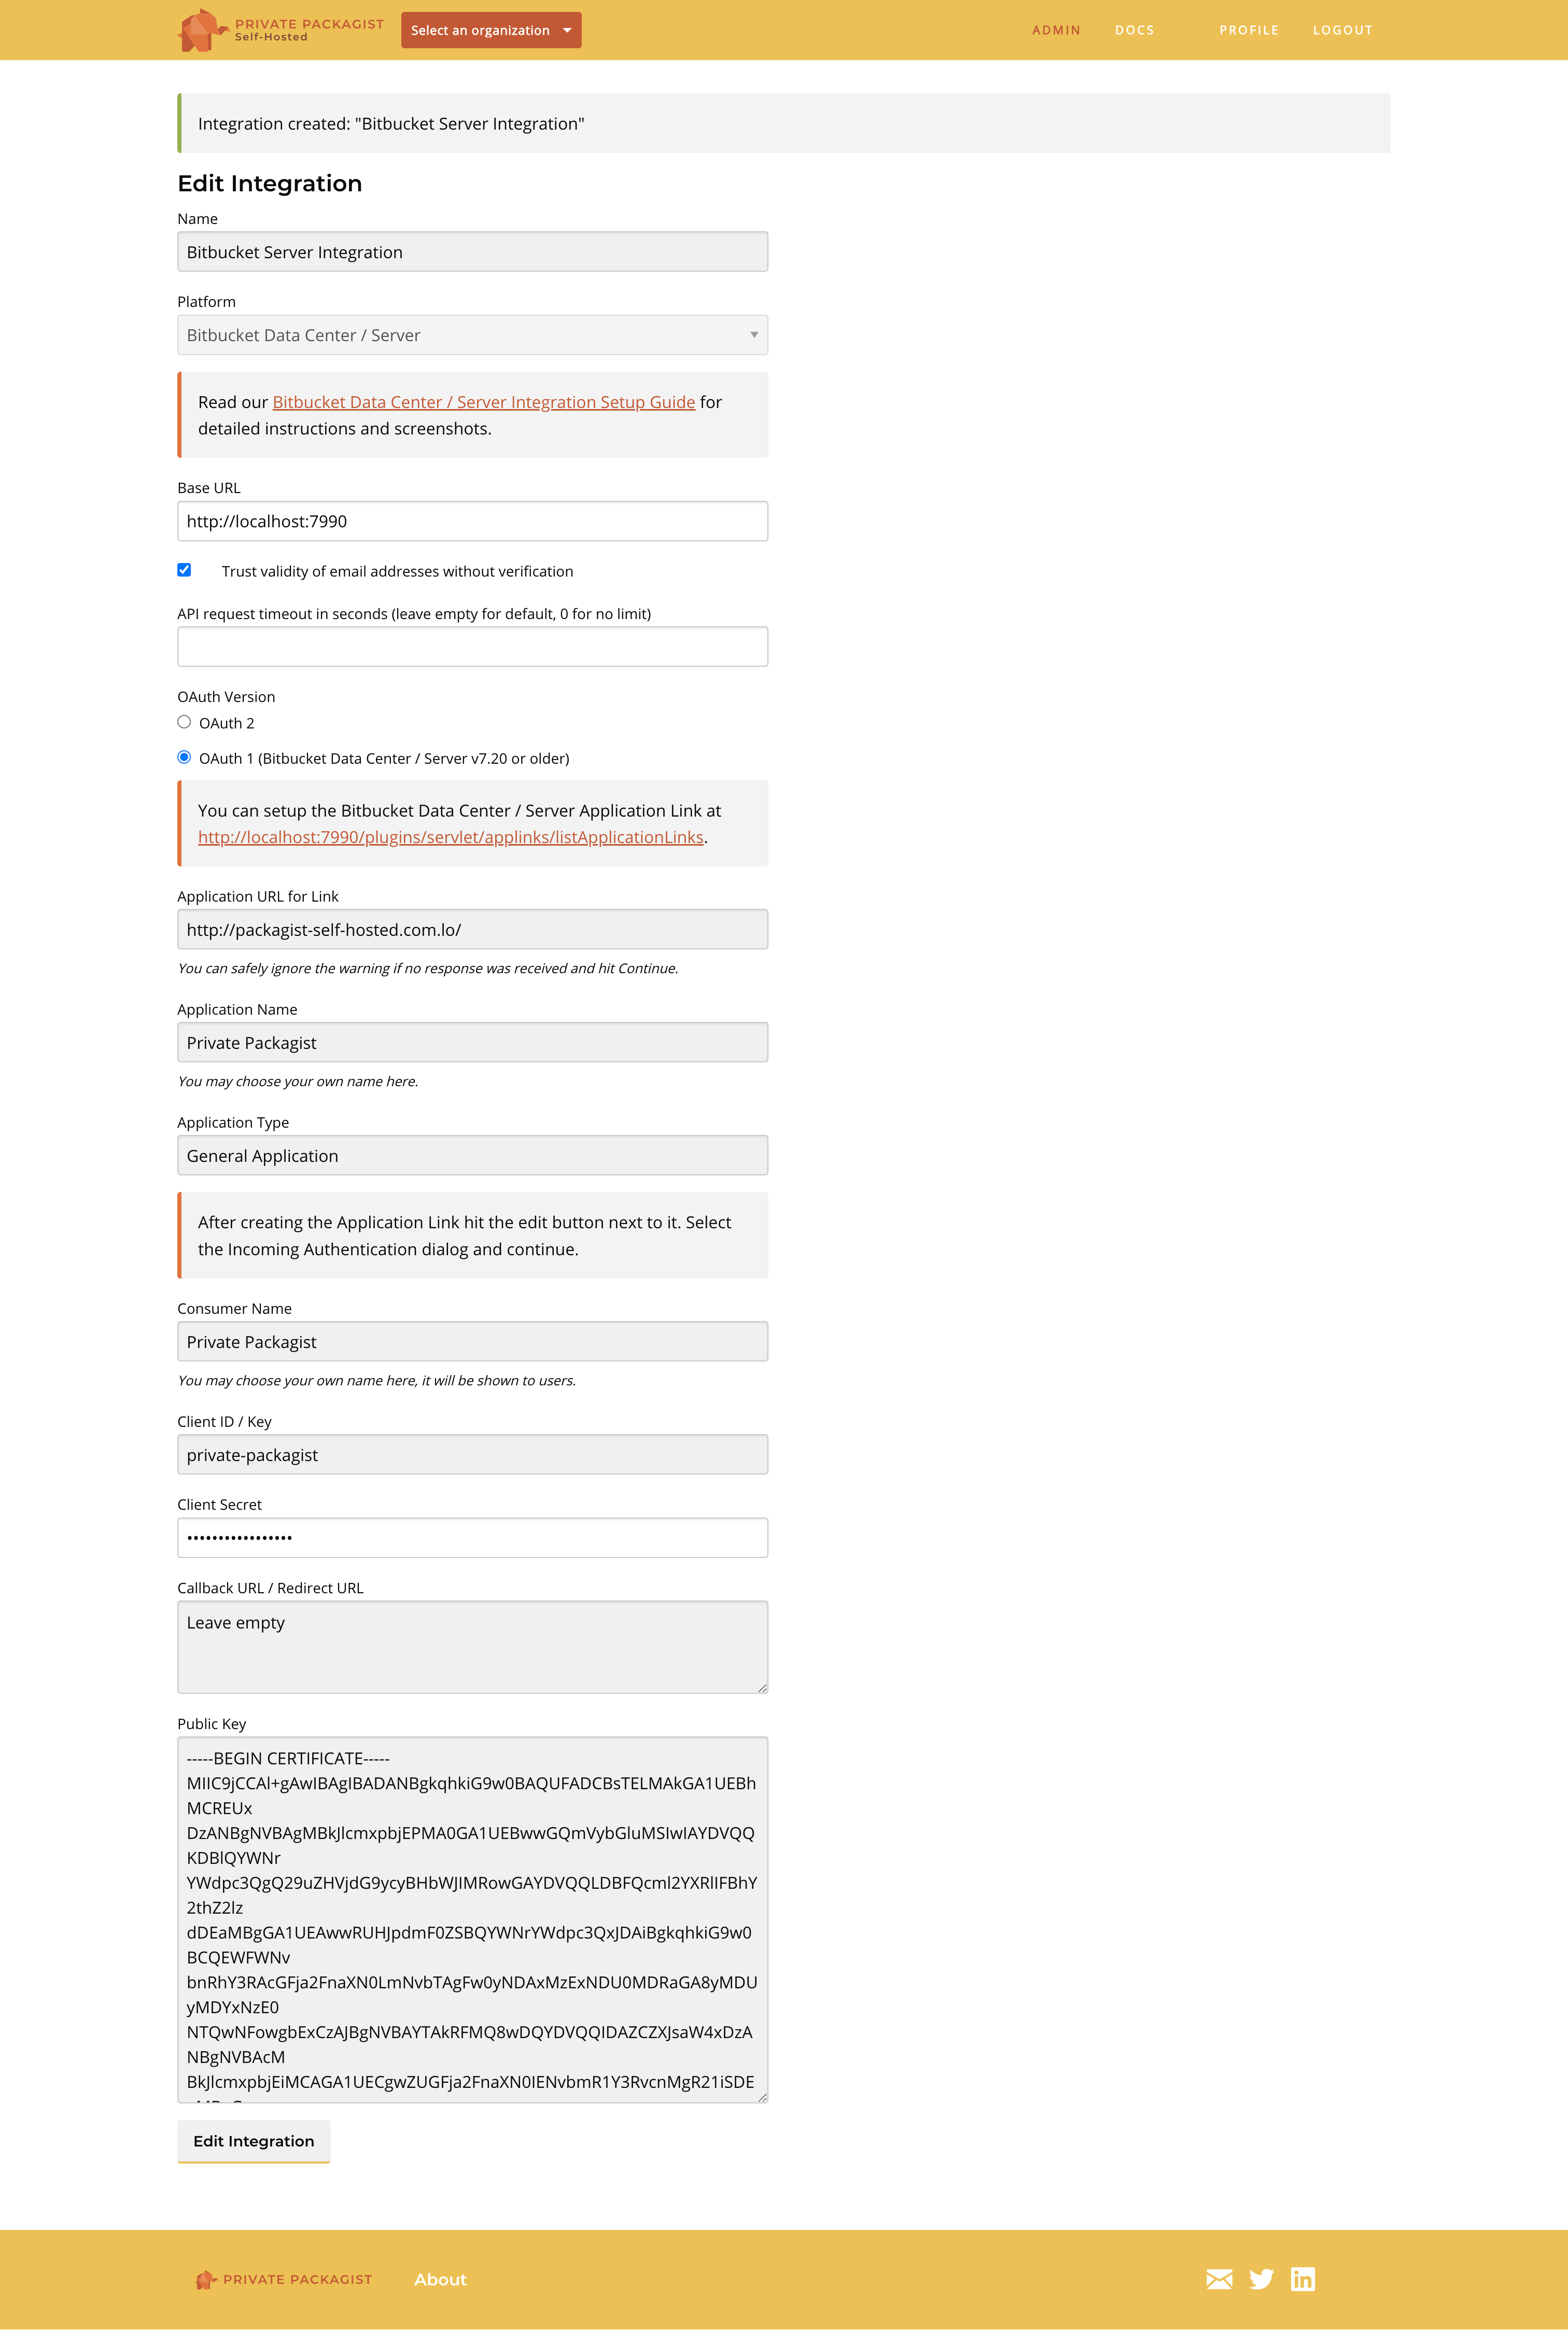 PRIVATE PACKAGIST
Self-Hosted
Select an organization
ADMIN
DOCS
PROFILE
LOGOUT
Integration created: "Bitbucket Server Integration"
Edit Integration
Name
Bitbucket Server Integration
Platform
Bitbucket Data Center / Server
Read our Bitbucket Data Center / Server Integration Setup Guide for
detailed instructions and screenshots.
Base URL
http://localhost:7990
Trust validity of email addresses without verification
API request timeout in seconds (leave empty for default, 0 for no limit)
OAuth Version
OAuth 2
OAuth 1 (Bitbucket Data Center / Server v7.20 or older)
You can setup the Bitbucket Data Center / Server Application Link at
http://localhost:7990/plugins/servlet/applinks/listApplicationLinks.
Application URL for Link
http://packagist-self-hosted.com.lo/
You can safely ignore the warning if no response was received and hit Continue.
Application Name
Private Packagist
You may choose your own name here.
Application Type
General Application
After creating the Application Link hit the edit button next to it. Select
the Incoming Authentication dialog and continue.
Consumer Name
Private Packagist
You may choose your own name here, it will be shown to users.
Client ID / Key
private-packagist
Client Secret
•••••••••••••••••
Callback URL / Redirect URL
Leave empty
Public Key
-----BEGIN CERTIFICATE-----
MIIC9jCCAl+gAwIBAgIBADANBgkqhkiG9w0BAQUFADCBsTELMAkGA1UEBh
MCREUx
DzANBgNVBAgMBkJlcmxpbjEPMA0GA1UEBwwGQmVybGluMSIwIAYDVQQ
KDBlQYWNr
YWdpc3QgQ29uZHVjdG9ycyBHbWJIMRowGAYDVQQLDBFQcml2YXRlIFBhY
2thZ2lz
dDEaMBgGA1UEAwwRUHJpdmF0ZSBQYWNrYWdpc3QxJDAiBgkqhkiG9w0
BCQEWFWNv
bnRhY3RAcGFja2FnaXN0LmNvbTAgFw0yNDAxMzExNDU0MDRaGA8yMDU
yMDYxNzE0
NTQwNFowgbExCzAJBgNVBAYTAkRFMQ8wDQYDVQQIDAZCZXJsaW4xDzA
NBgNVBAcM
BkJlcmxpbjEiMCAGA1UECgwZUGFja2FnaXN0IENvbmR1Y3RvcnMgR21iSDE
Edit Integration
PRIVATE PACKAGIST
About